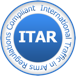 Compliant International Traffic in Arms Regulations
ITAR